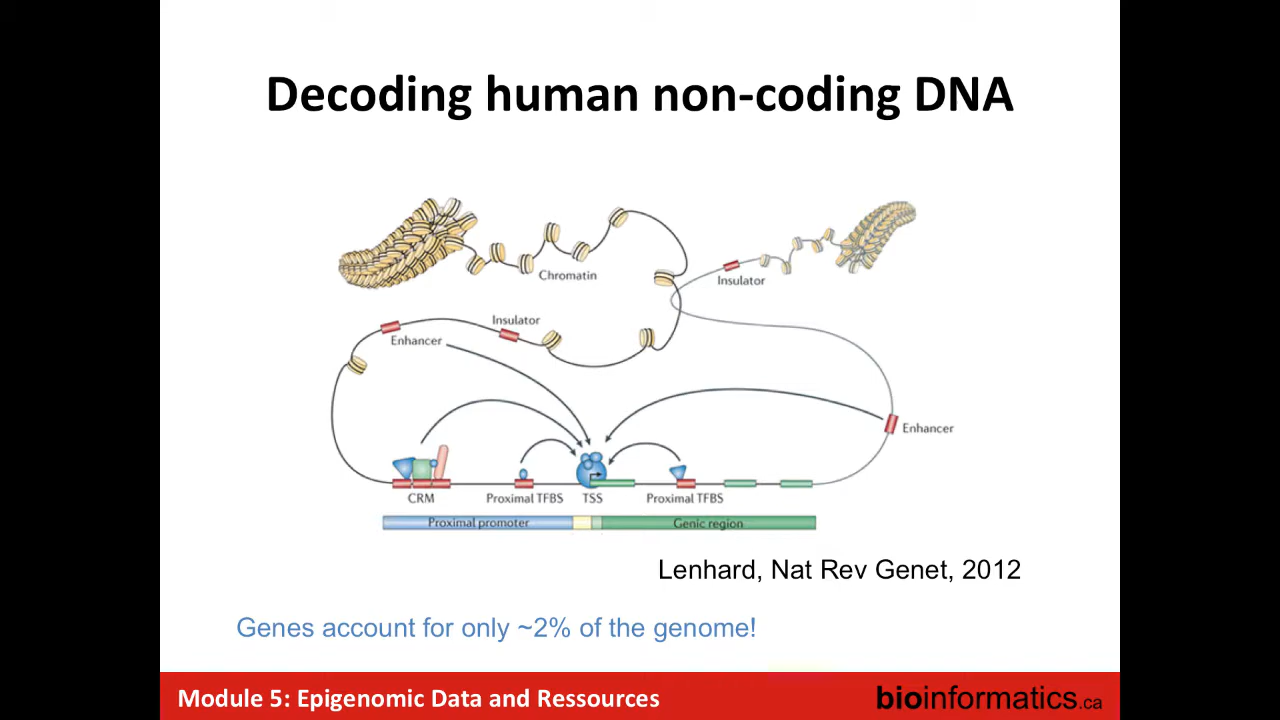 Decoding human non-coding DNA
Chromatin
Insulator
Insulator
Enhancer
Enhancer
CRM
Proximal TFBS
TSS
Proximal TFBS
Proximal promoter
Genic region
Lenhard, Nat Rev Genet, 2012
Genes account for only ~2% of the genome!
Module 5: Epigenomic Data and Ressources
bioinformatics.ca